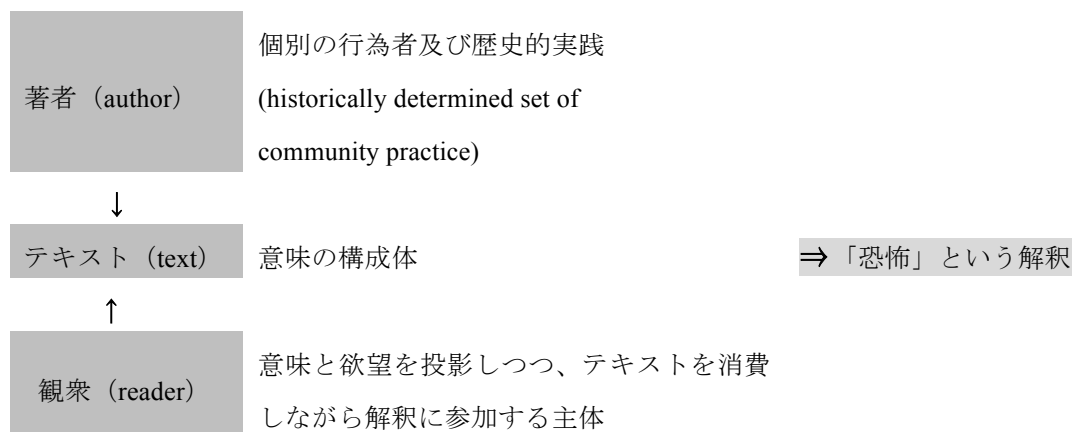 著者（author）
個別の行為者及び歴史的実践
(historically determined set of
community practice)
↓
テキスト（text）
意味の構成体
⇒「恐怖」という解釈
↑
観衆（reader）
意味と欲望を投影しつつ、テキストを消費
しながら解釈に参加する主体